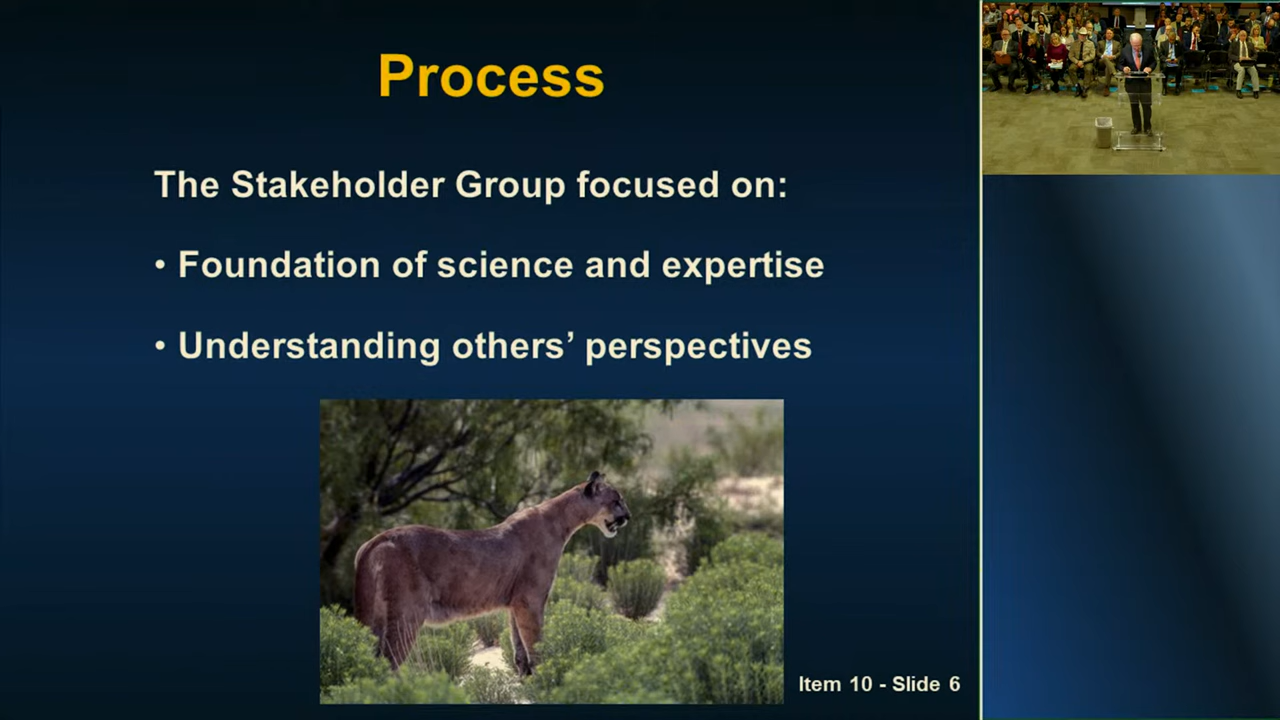 Process
The Stakeholder Group focused on:
• Foundation of science and expertise
• Understanding others’ perspectives
Item 10 - Slide 6